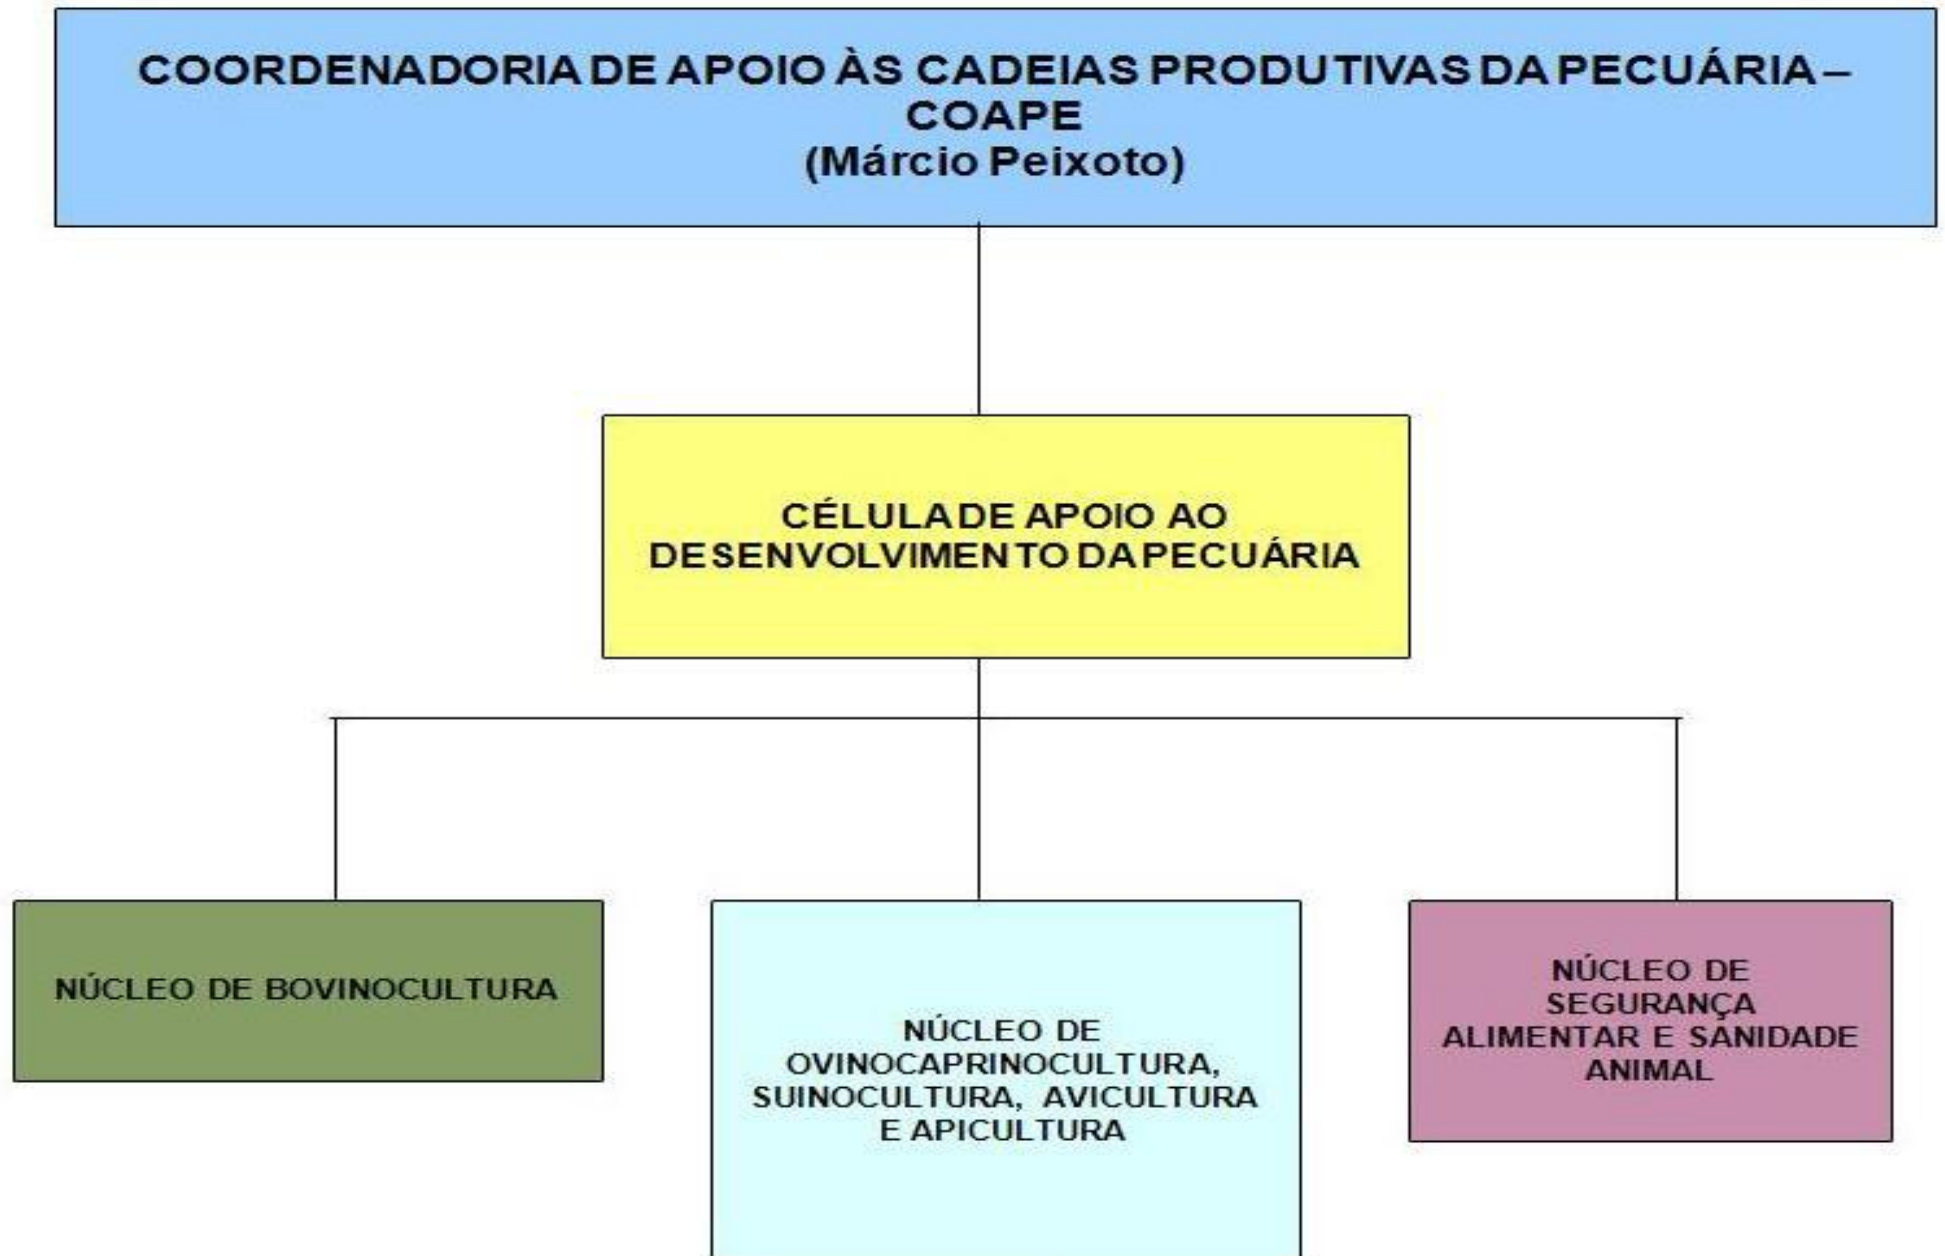 COORDENADORIA DE APOIO ÀS CADEIAS PRODUTIVAS DA PECUÁRIA –
COAPE
(Márcio Peixoto)
CÉLULA DE APOIO AO
DESENVOLVIMENTO DA PECUÁRIA
NÚCLEO DE BOVINOCULTURA
NÚCLEO DE
OVINOCAPRINOCULTURA,
SUINOCULTURA, AVICULTURA
E APICULTURA
NÚCLEO DE
SEGURANÇA
ALIMENTAR E SANIDADE
ANIMAL